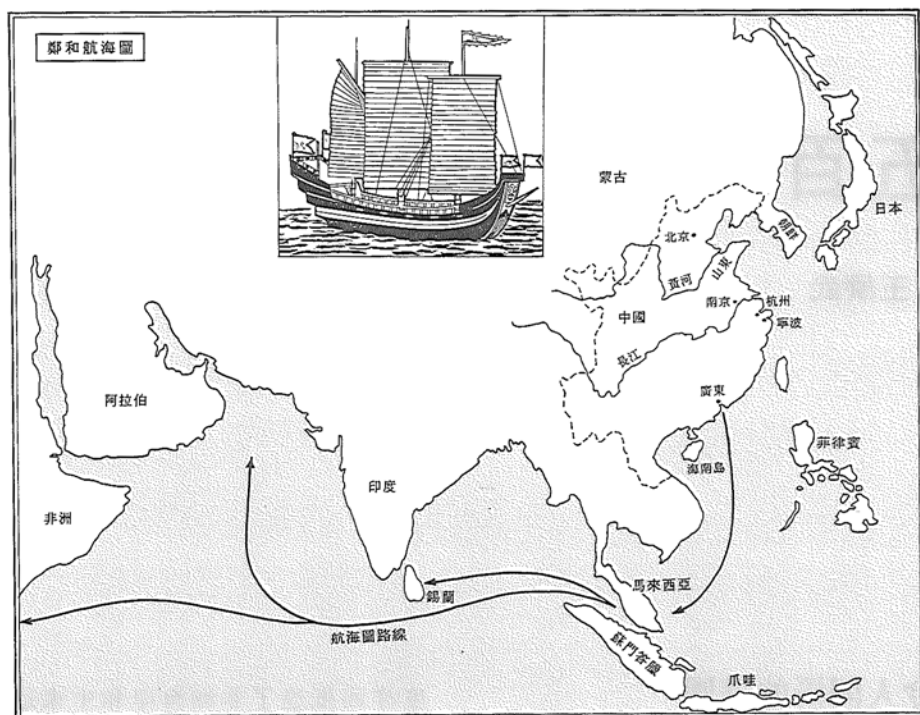 鄭和航海圖
蒙古
日本
朝鮮
北京
山東
黃河
南京
杭州
寧波
中國
長江
阿拉伯
廣東
菲律賓
海南島
印度
非洲
馬來西亞
錫蘭
航海圖路線
蘇門答臘
爪哇